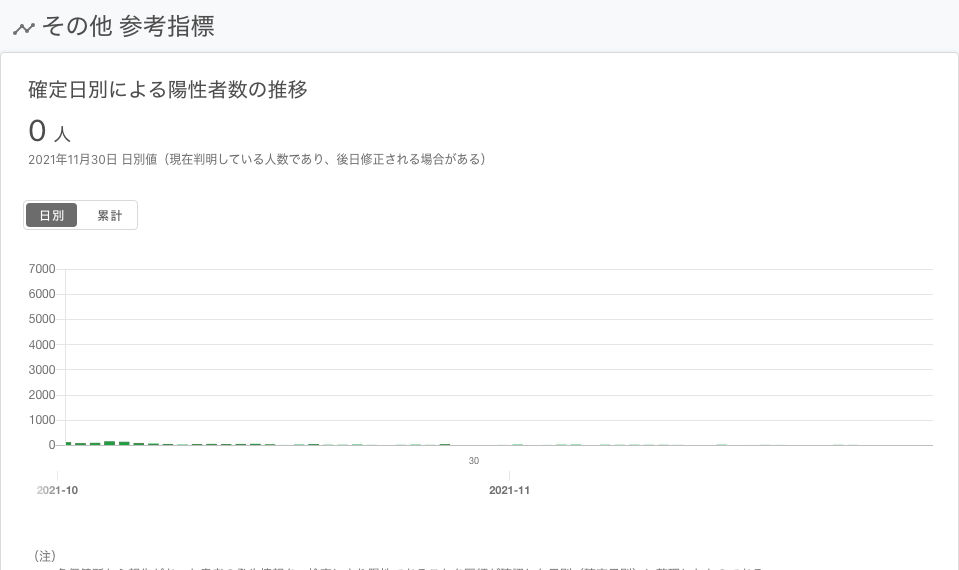 その他 参考指標
確定日別による陽性者数の推移
0 人
2021年11月30日 日別値（現在判明している人数であり、後日修正される場合がある）
日別 累計
7000
6000
5000
4000
3000
2000
1000
0
30
2021-10 2021-11
（注）